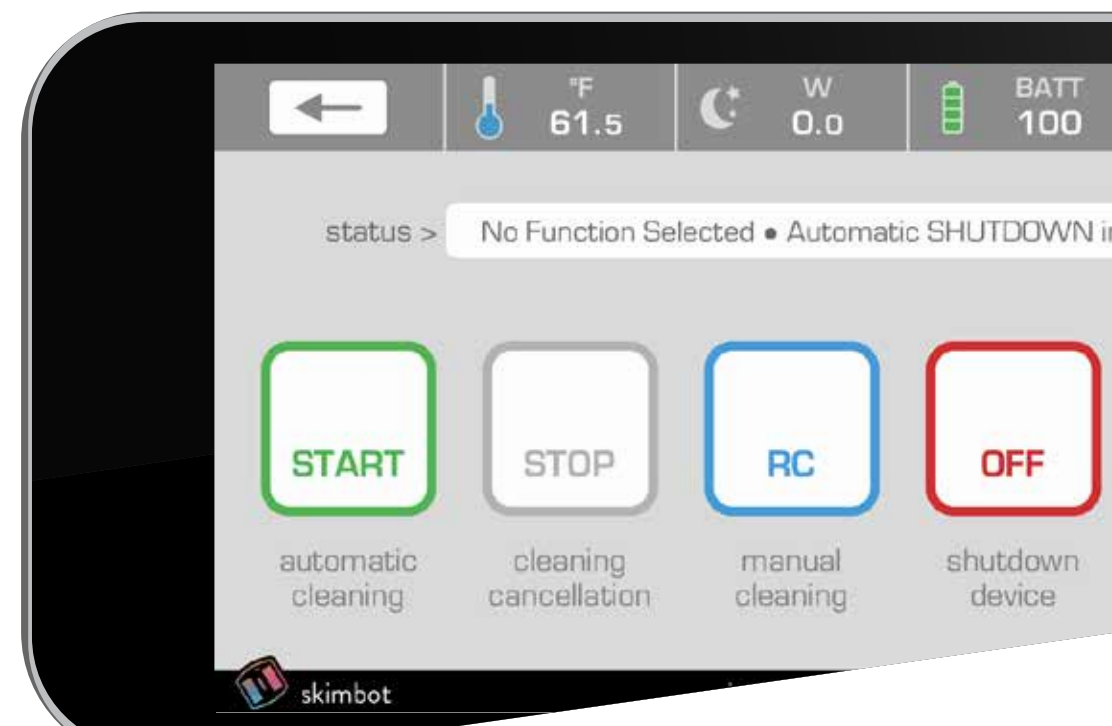 °F
61.5
W
0.0
BATT
100
status > No Function Selected • Automatic SHUTDOWN
START
STOP
RC
OFF
automatic
cleaning
cleaning
cancellation
manual
cleaning
shutdown
device
skimbot